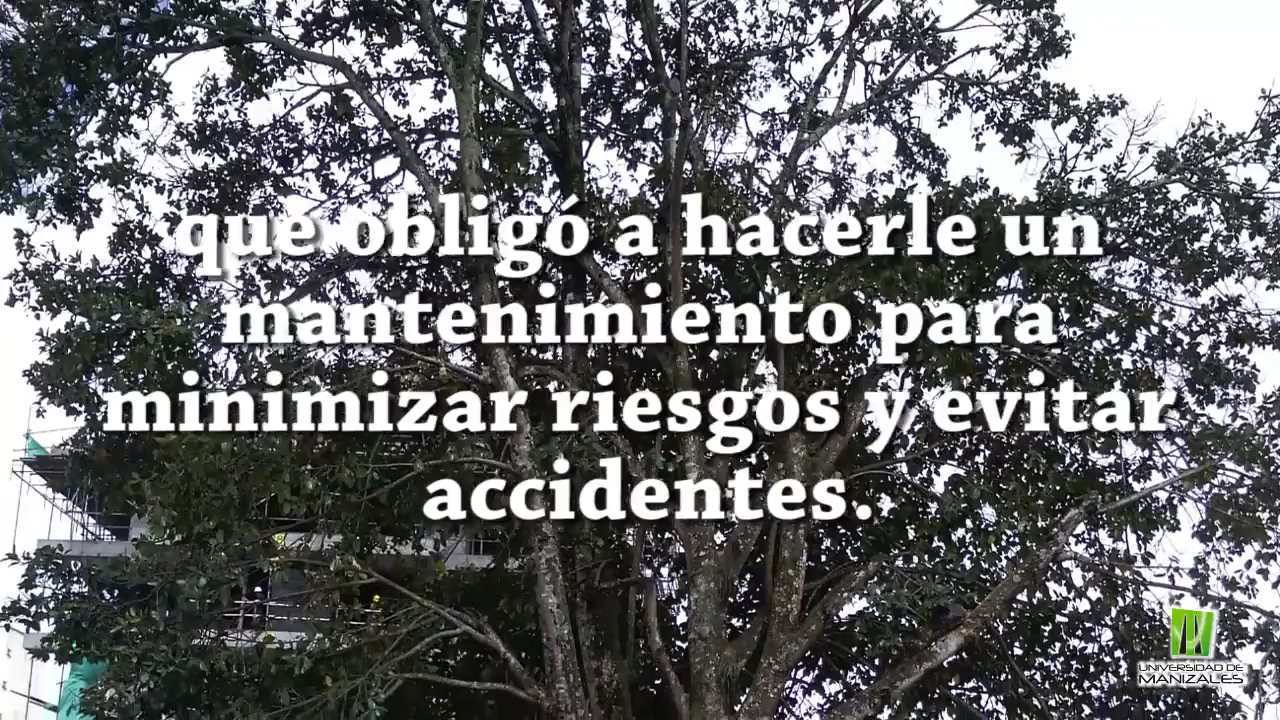 que obligó a hacerle un
mantenimiento para
minimizar riesgos y evitar
accidentes.
UNIVERSIDAD DE
MANIZALES